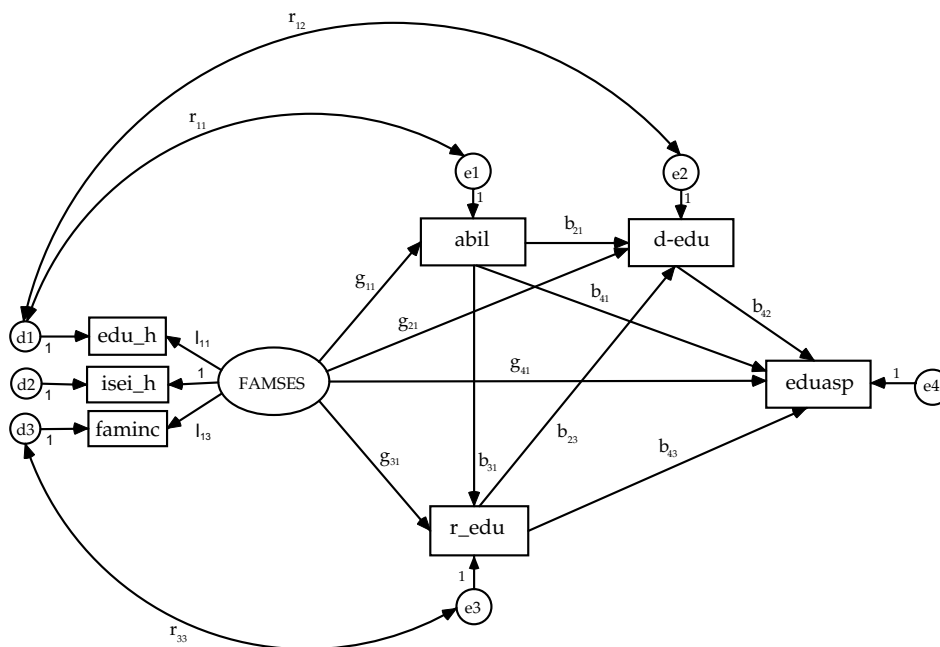 r₁₂
r₁₁
e1
e2
1
1
abil
b₂₁
d-edu
g₁₁
b₄₁
b₄₂
g₂₁
d1
1
edu_h
l₁₁
d2
1
isei_h
1
FAMSES
g₄₁
eduasp
1
e4
d3
1
faminc
l₁₃
g₃₁
b₃₁
b₂₃
b₄₃
r_edu
1
e3
r₃₃